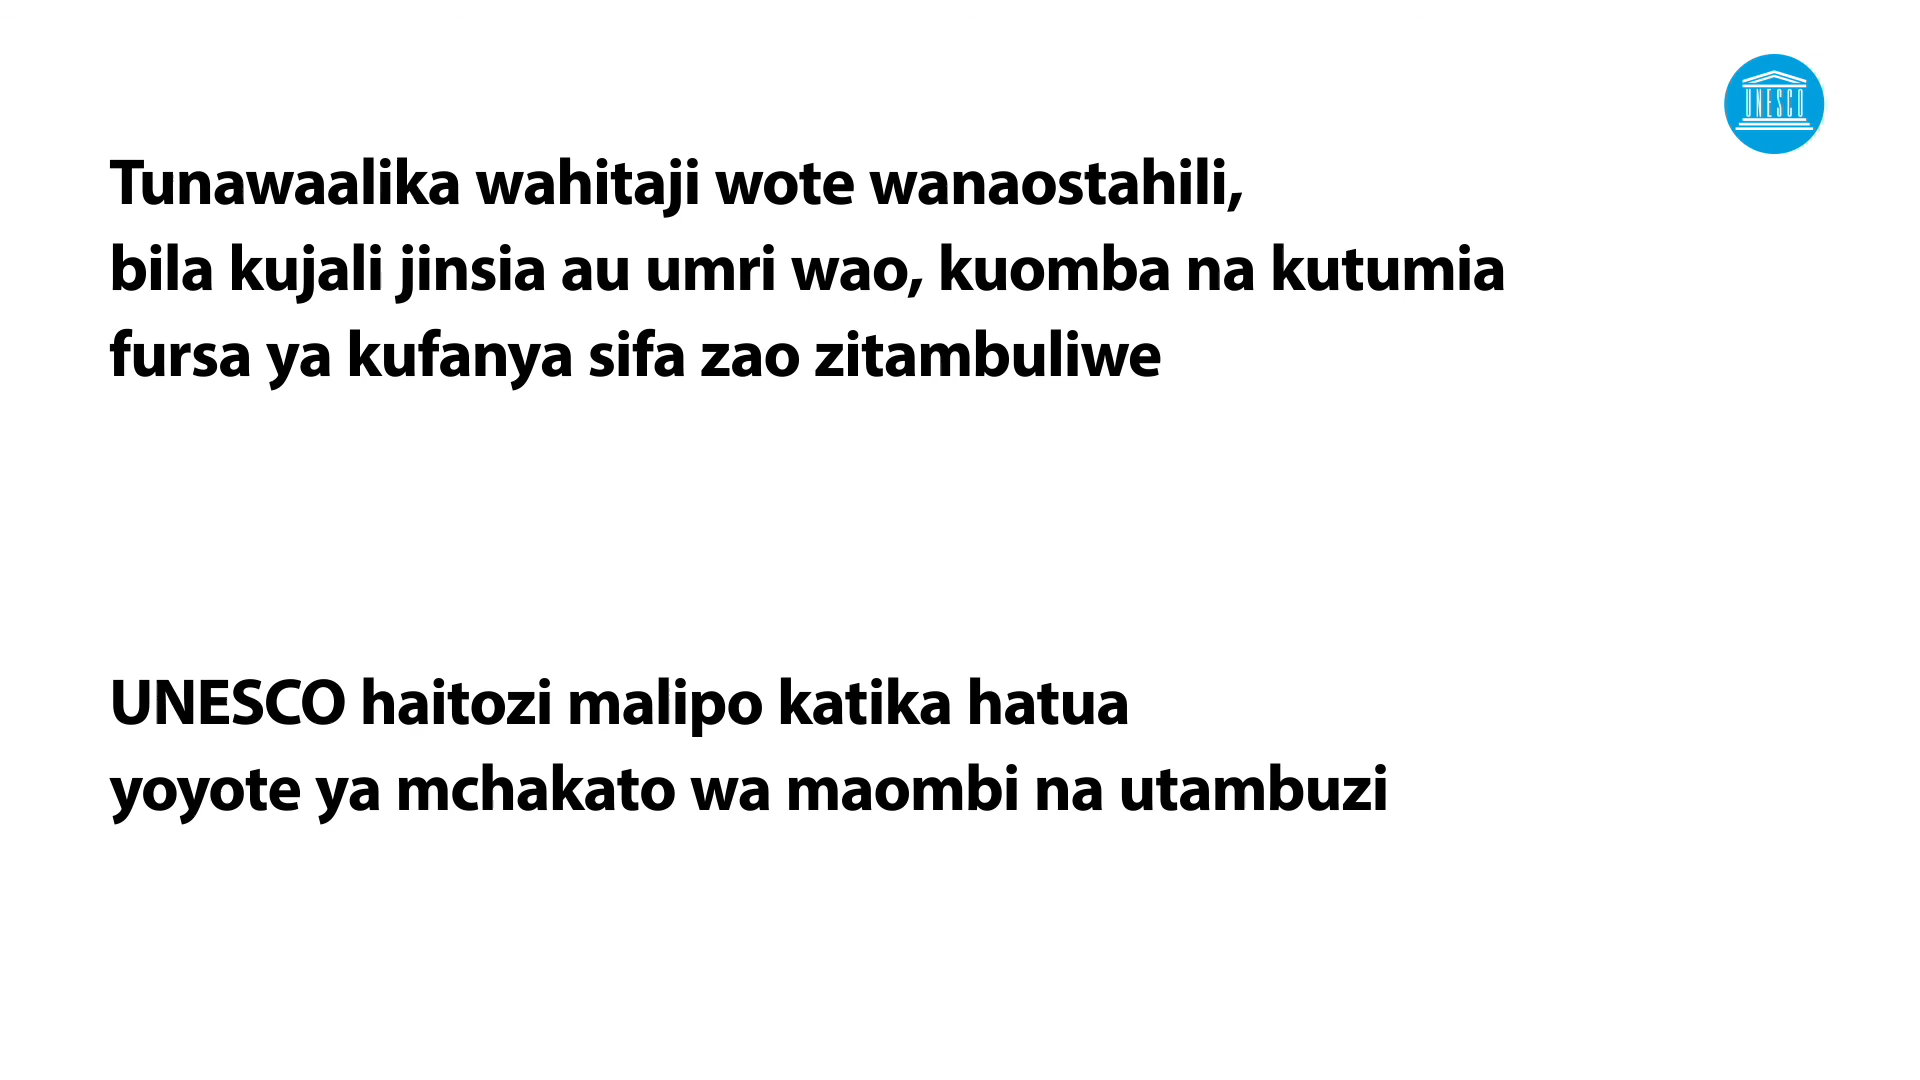 UNESCO
Tunawaalika wahitaji wote wanaostahili,
bila kujali jinsia au umri wao, kuomba na kutumia
fursa ya kufanya sifa zao zitambuliwe
UNESCO haitozi malipo katika hatua
yoyote ya mchakato wa maombi na utambuzi